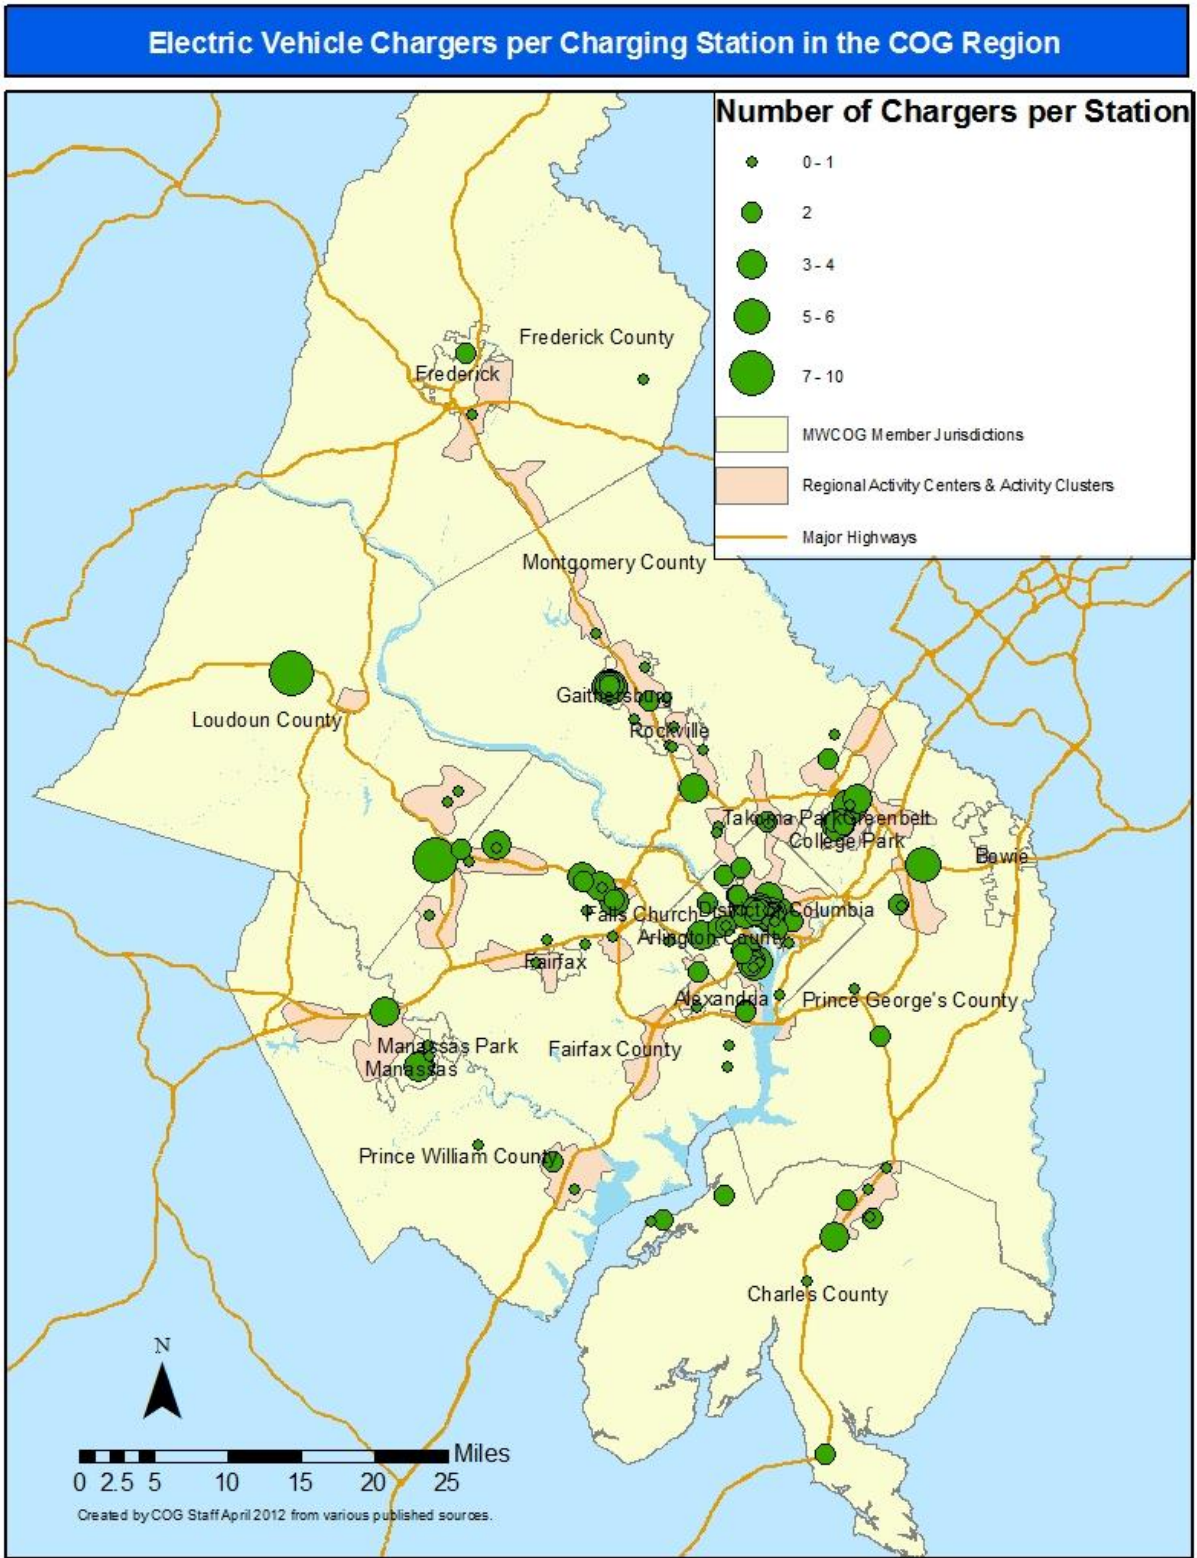 Electric Vehicle Chargers per Charging Station in the COG Region
Number of Chargers per Station
0 - 1
2
3 - 4
5 - 6
7 - 10
MWCOG Member Jurisdictions
Regional Activity Centers & Activity Clusters
Major Highways
Frederick County
Frederick
Montgomery County
Gaithersburg
Loudoun County
Rockville
Takoma Park Greenbelt
College Park
Bowie
Falls Church District of Columbia
Arlington County
Fairfax
Alexandria
Prince George's County
Manassas Park
Fairfax County
Manassas
Prince William County
Charles County
N
Miles
0 2.5 5 10 15 20 25
Created by COG Staff April 2012 from various published sources.